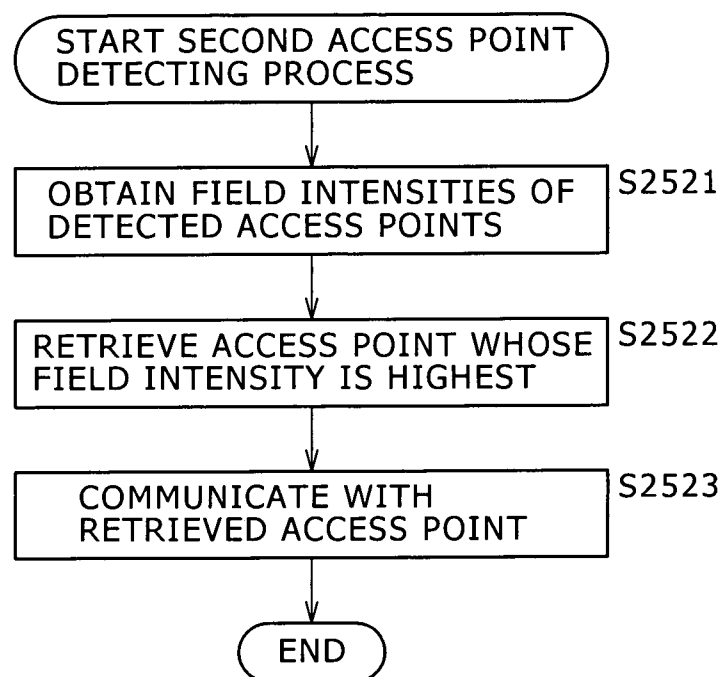 START SECOND ACCESS POINT
DETECTING PROCESS
OBTAIN FIELD INTENSITIES OF
DETECTED ACCESS POINTS
S2521
RETRIEVE ACCESS POINT WHOSE
FIELD INTENSITY IS HIGHEST
S2522
COMMUNICATE WITH
RETRIEVED ACCESS POINT
S2523
END